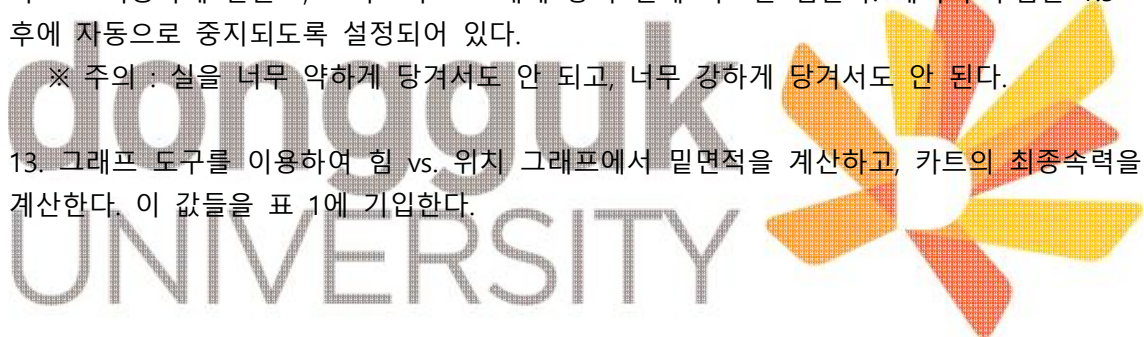 후에 자동으로 중지되도록 설정되어 있다.
※ 주의 : 실을 너무 약하게 당겨서도 안 되고, 너무 강하게 당겨서도 안 된다.
13. 그래프 도구를 이용하여 힘 vs. 위치 그래프에서 밑면적을 계산하고, 카트의 최종속력을
계산한다. 이 값들을 표 1에 기입한다.
dongguk
UNIVERSITY